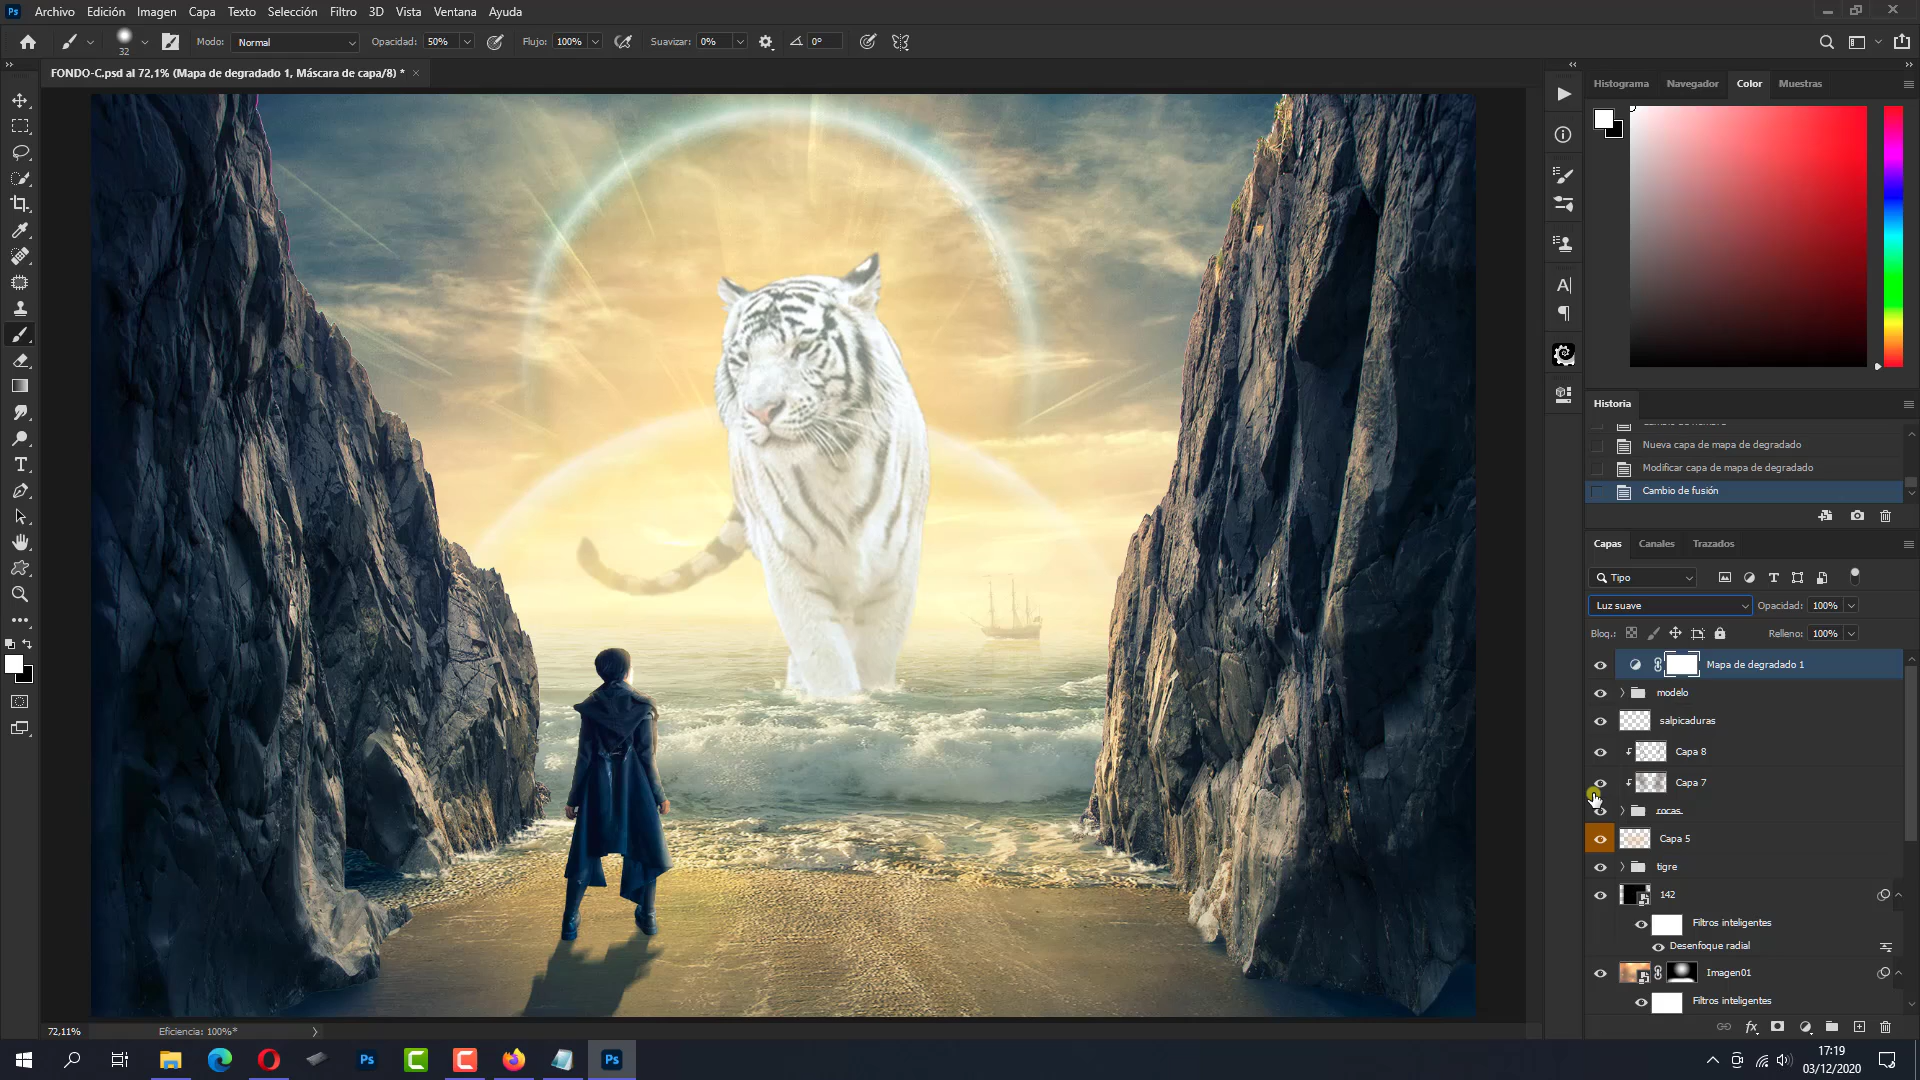 Ps Archivo Edición Imagen Capa Texto Selección Filtro 3D Vista Ventana Ayuda
32 Modo: Normal Opacidad: 50% Flujo: 100% Suavizar: 0% 0°
FONDO-C.psd al 72,1% (Mapa de degradado 1, Máscara de capa/8) *
Histograma Navegador Color Muestras
Historia
Nueva capa de mapa de degradado
Modificar capa de mapa de degradado
Cambio de fusión
Capas Canales Trazados
Tipo
Luz suave Opacidad: 100%
Bloq.: Relleno: 100%
Mapa de degradado 1
modelo
salpicaduras
Capa 8
Capa 7
rocas
Capa 5
tigre
142
Filtros inteligentes
Desenfoque radial
Imagen01
Filtros inteligentes
72,11% Eficiencia: 100%*
Ps Ps
17:19
03/12/2020